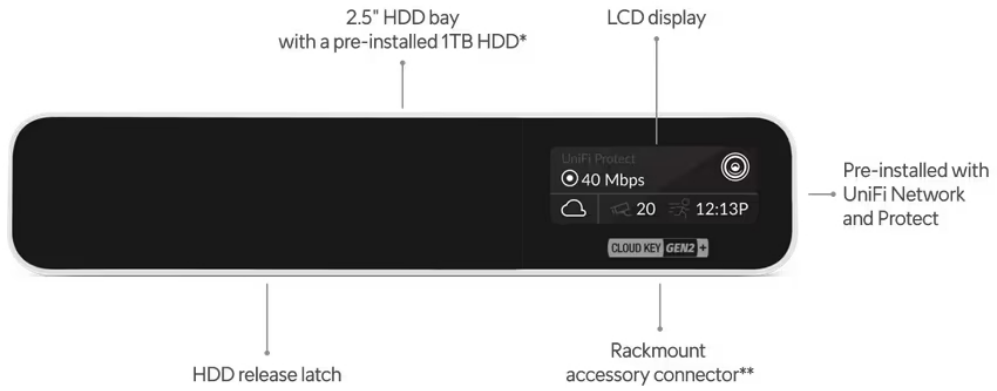 2.5" HDD bay
with a pre-installed 1TB HDD*
LCD display
UniFi Protect
40 Mbps
20 12:13P
CLOUD KEY GEN2 +
Pre-installed with
UniFi Network
and Protect
HDD release latch
Rackmount
accessory connector**